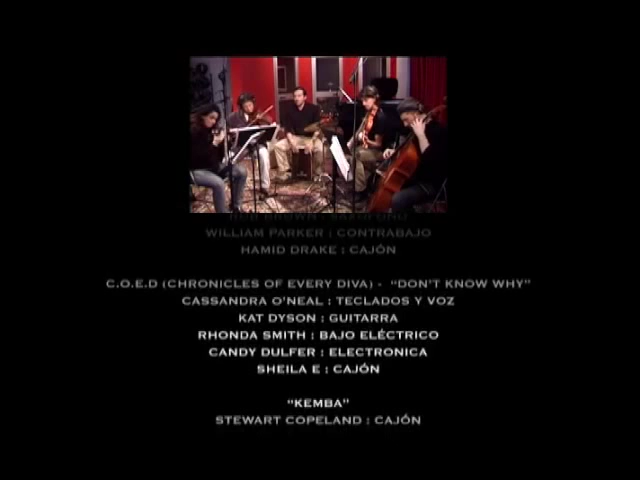 WILLIAM PARKER : CONTRABAJO
HAMID DRAKE : CAJÓN
C.O.E.D (CHRONICLES OF EVERY DIVA) - "DON'T KNOW WHY"
CASSANDRA O'NEAL : TECLADOS Y VOZ
KAT DYSON : GUITARRA
RHONDA SMITH : BAJO ELÉCTRICO
CANDY DULFER : ELECTRONICA
SHEILA E : CAJÓN
"KEMBA"
STEWART COPELAND : CAJÓN